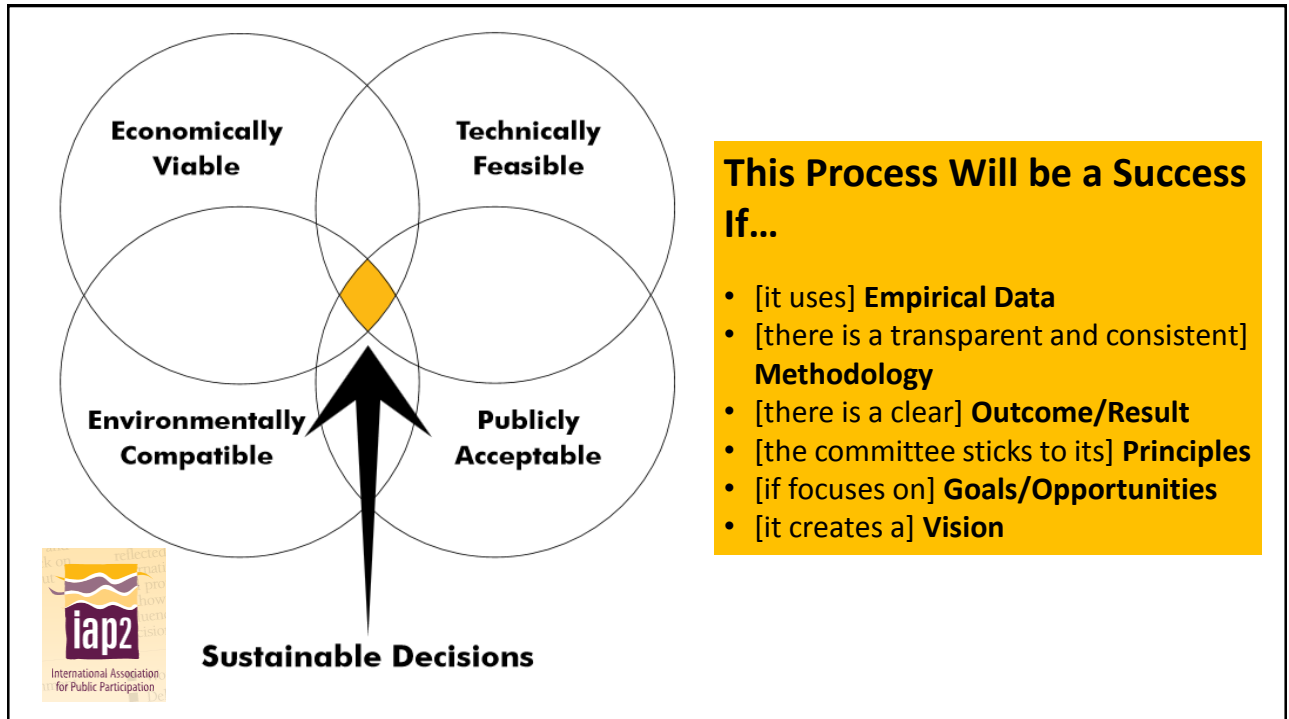 Economically
Viable
Technically
Feasible
Environmentally
Compatible
Publicly
Acceptable
Sustainable Decisions
This Process Will be a Success
If…
• [it uses] Empirical Data
• [there is a transparent and consistent]
Methodology
• [there is a clear] Outcome/Result
• [the committee sticks to its] Principles
• [if focuses on] Goals/Opportunities
• [it creates a] Vision
reflected
iap2
International Association
for Public Participation